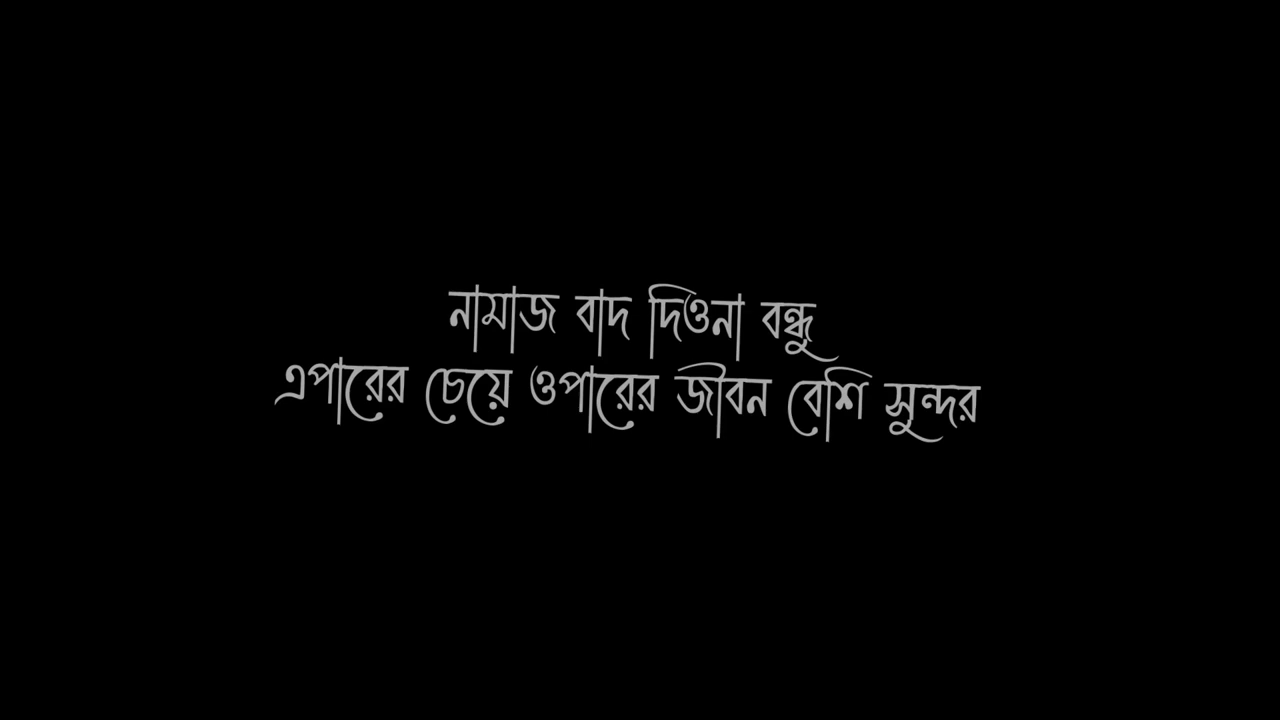 নামাজ বাদ দিওনা বন্ধু
এপারের চেয়ে ওপারের জীবন বেশি সুন্দর